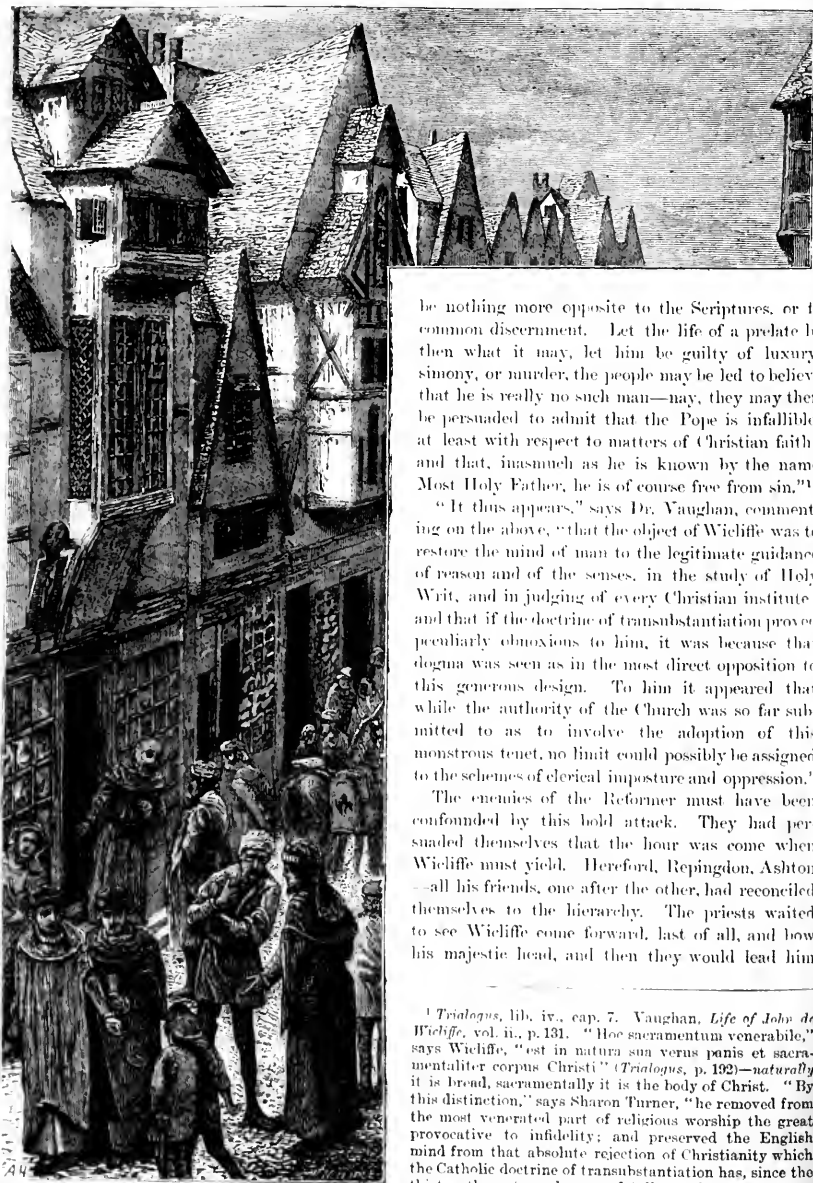 be nothing more opposite to the Scriptures, or t
common discernment. Let the life of a prelate b
then what it may, let him be guilty of luxury
simony, or murder, the people may be led to believ
that he is really no such man—nay, they may then
be persuaded to admit that the Pope is infallible
at least with respect to matters of Christian faith
and that, inasmuch as he is known by the name
Most Holy Father, he is of course free from sin."¹
"It thus appears," says Dr. Vaughan, comment-
ing on the above, "that the object of Wicliffe was to
restore the mind of man to the legitimate guidance
of reason and of the senses, in the study of Holy
Writ, and in judging of every Christian institute
and that if the doctrine of transubstantiation proved
peculiarly obnoxious to him, it was because that
dogma was seen as in the most direct opposition to
this generous design. To him it appeared that
while the authority of the Church was so far sub-
mitted to as to involve the adoption of this
monstrous tenet, no limit could possibly be assigned
to the schemes of clerical imposture and oppression."
The enemies of the Reformer must have been
confounded by this bold attack. They had per-
suaded themselves that the hour was come when
Wicliffe must yield. Hereford, Repingdon, Ashton
—all his friends, one after the other, had reconciled
themselves to the hierarchy. The priests waited
to see Wicliffe come forward, last of all, and bow
his majestic head, and then they would lead him
¹ Trialogus, lib. iv., cap. 7. Vaughan, Life of John de
Wicliffe, vol. ii., p. 131. "Hoc sacramentum venerabile,"
says Wicliffe, "est in natura sua verus panis et sacra-
mentaliter corpus Christi" (Trialogus, p. 192)—naturally
it is bread, sacramentally it is the body of Christ. "By
this distinction," says Sharon Turner, "he removed from
the most venerated part of religious worship the great
provocative to infidelity; and preserved the English
mind from that absolute rejection of Christianity which
the Catholic doctrine of transubstantiation has, since the
AH